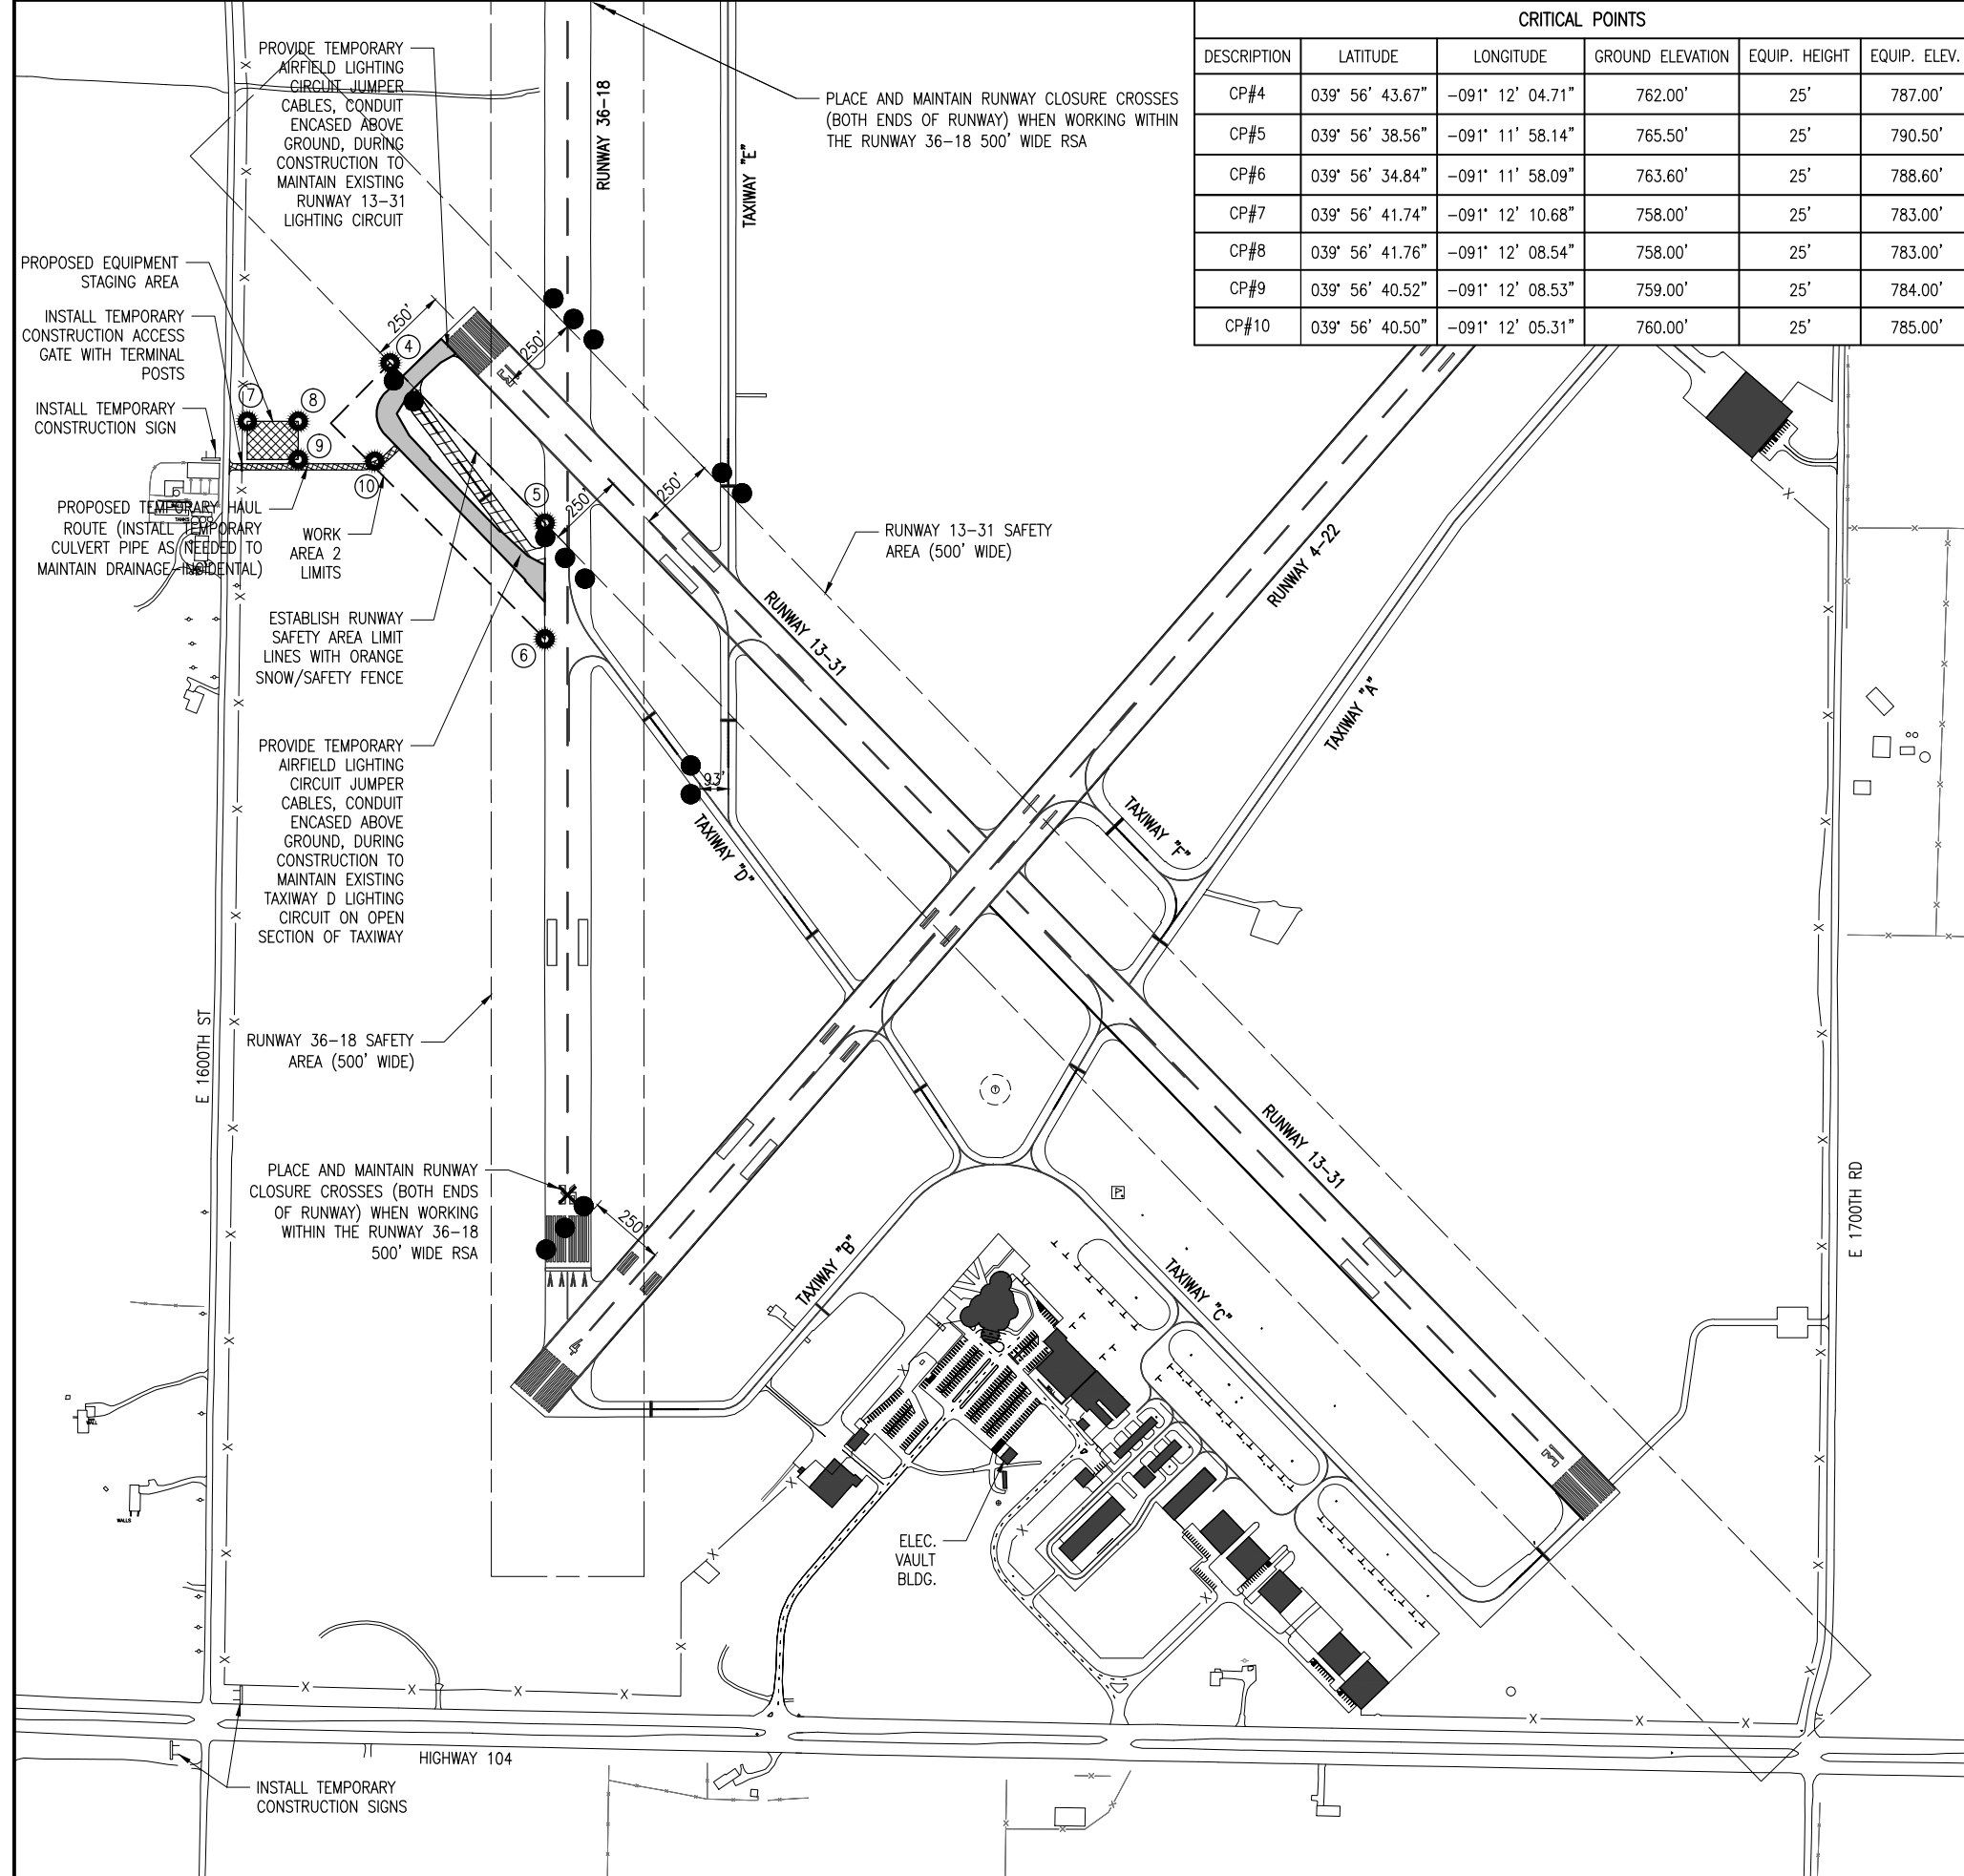 CRITICAL POINTS
DESCRIPTION LATITUDE LONGITUDE GROUND ELEVATION EQUIP. HEIGHT EQUIP. ELEV.
CP#4 039° 56' 43.67" -091° 12' 04.71" 762.00' 25' 787.00'
CP#5 039° 56' 38.56" -091° 11' 58.14" 765.50' 25' 790.50'
CP#6 039° 56' 34.84" -091° 11' 58.09" 763.60' 25' 788.60'
CP#7 039° 56' 41.74" -091° 12' 10.68" 758.00' 25' 783.00'
CP#8 039° 56' 41.76" -091° 12' 08.54" 758.00' 25' 783.00'
CP#9 039° 56' 40.52" -091° 12' 08.53" 759.00' 25' 784.00'
CP#10 039° 56' 40.50" -091° 12' 05.31" 760.00' 25' 785.00'
PROVIDE TEMPORARY
AIRFIELD LIGHTING
CIRCUIT JUMPER
CABLES, CONDUIT
ENCASED ABOVE
GROUND, DURING
CONSTRUCTION TO
MAINTAIN EXISTING
RUNWAY 13-31
LIGHTING CIRCUIT
RUNWAY 36-18
TAXIWAY "E"
PLACE AND MAINTAIN RUNWAY CLOSURE CROSSES
(BOTH ENDS OF RUNWAY) WHEN WORKING WITHIN
THE RUNWAY 36-18 500' WIDE RSA
PROPOSED EQUIPMENT
STAGING AREA
INSTALL TEMPORARY
CONSTRUCTION ACCESS
GATE WITH TERMINAL
POSTS
INSTALL TEMPORARY
CONSTRUCTION SIGN
PROPOSED TEMPORARY HAUL
ROUTE (INSTALL TEMPORARY
CULVERT PIPE AS NEEDED TO
MAINTAIN DRAINAGE-INCIDENTAL)
WORK
AREA 2
LIMITS
250'
250'
250'
250'
4
5
6
7
8
9
10
13
RUNWAY 13-31 SAFETY
AREA (500' WIDE)
ESTABLISH RUNWAY
SAFETY AREA LIMIT
LINES WITH ORANGE
SNOW/SAFETY FENCE
PROVIDE TEMPORARY
AIRFIELD LIGHTING
CIRCUIT JUMPER
CABLES, CONDUIT
ENCASED ABOVE
GROUND, DURING
CONSTRUCTION TO
MAINTAIN EXISTING
TAXIWAY D LIGHTING
CIRCUIT ON OPEN
SECTION OF TAXIWAY
RUNWAY 13-31
RUNWAY 4-22
TAXIWAY "A"
93'
TAXIWAY "D"
TAXIWAY "F"
E 1600TH ST
RUNWAY 36-18 SAFETY
AREA (500' WIDE)
PLACE AND MAINTAIN RUNWAY
CLOSURE CROSSES (BOTH ENDS
OF RUNWAY) WHEN WORKING
WITHIN THE RUNWAY 36-18
500' WIDE RSA
250'
RUNWAY 13-31
E 1700TH RD
TAXIWAY "B"
TAXIWAY "C"
4
31
ELEC.
VAULT
BLDG.
WALLS
HIGHWAY 104
INSTALL TEMPORARY
CONSTRUCTION SIGNS